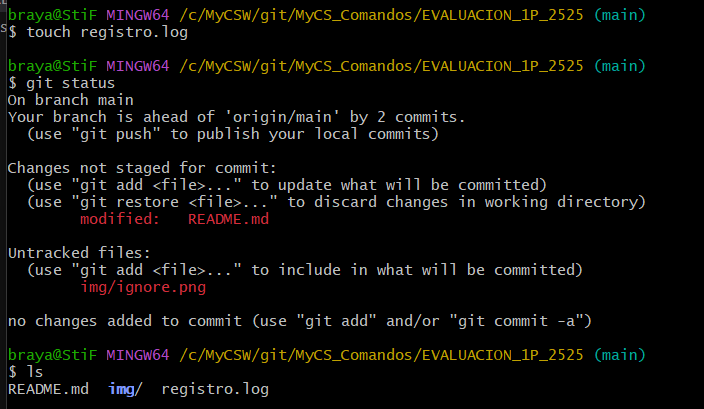 braya@StiF MINGW64 /c/MyCSW/git/MyCS_Comandos/EVALUACION_1P_2525 (main)
$ touch registro.log
braya@StiF MINGW64 /c/MyCSW/git/MyCS_Comandos/EVALUACION_1P_2525 (main)
$ git status
On branch main
Your branch is ahead of 'origin/main' by 2 commits.
  (use "git push" to publish your local commits)
Changes not staged for commit:
  (use "git add <file>..." to update what will be committed)
  (use "git restore <file>..." to discard changes in working directory)
        modified:   README.md
Untracked files:
  (use "git add <file>..." to include in what will be committed)
        img/ignore.png
no changes added to commit (use "git add" and/or "git commit -a")
braya@StiF MINGW64 /c/MyCSW/git/MyCS_Comandos/EVALUACION_1P_2525 (main)
$ ls
README.md  img/  registro.log